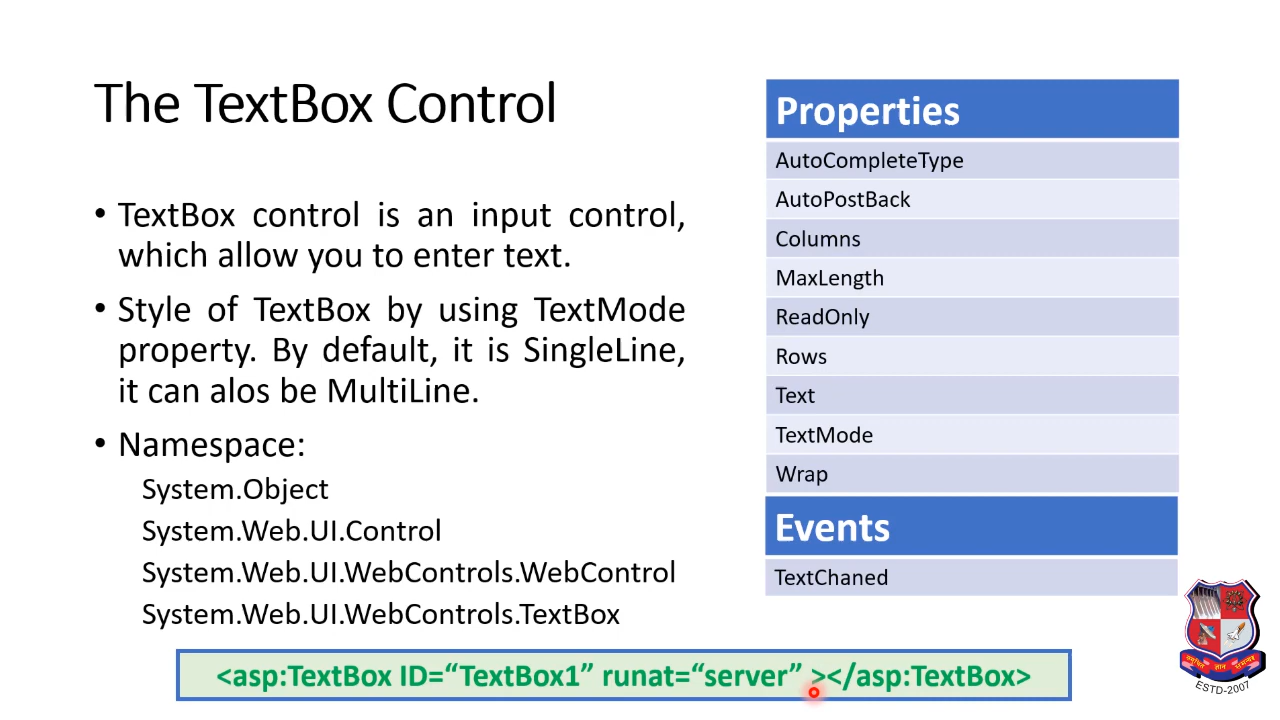 The TextBox Control
• TextBox control is an input control,
which allow you to enter text.
• Style of TextBox by using TextMode
property. By default, it is SingleLine,
it can alos be MultiLine.
• Namespace:
System.Object
System.Web.UI.Control
System.Web.UI.WebControls.WebControl
System.Web.UI.WebControls.TextBox
Properties
AutoCompleteType
AutoPostBack
Columns
MaxLength
ReadOnly
Rows
Text
TextMode
Wrap
Events
TextChaned
<asp:TextBox ID=“TextBox1” runat=“server” ></asp:TextBox>
ESTD-2007